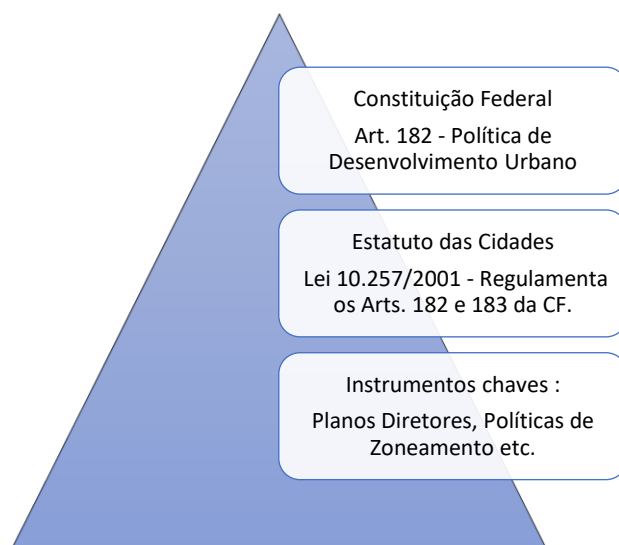 Constituição Federal
Art. 182 - Política de
Desenvolvimento Urbano
Estatuto das Cidades
Lei 10.257/2001 - Regulamenta
os Arts. 182 e 183 da CF.
Instrumentos chaves :
Planos Diretores, Políticas de
Zoneamento etc.